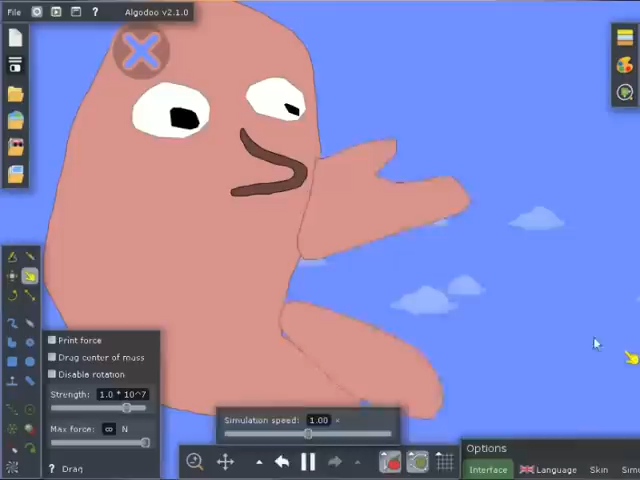 File ? Algodoo v2.1.0
Print force
Drag center of mass
Disable rotation
Strength: 1.0 * 10^7
Max force: ∞ N
? Drag
Simulation speed: 1.00 x
Options
Interface Language Skin Simu